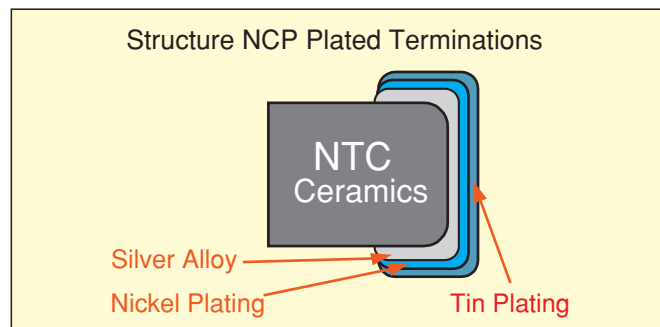 Structure NCP Plated Terminations
NTC
Ceramics
Silver Alloy
Nickel Plating
Tin Plating